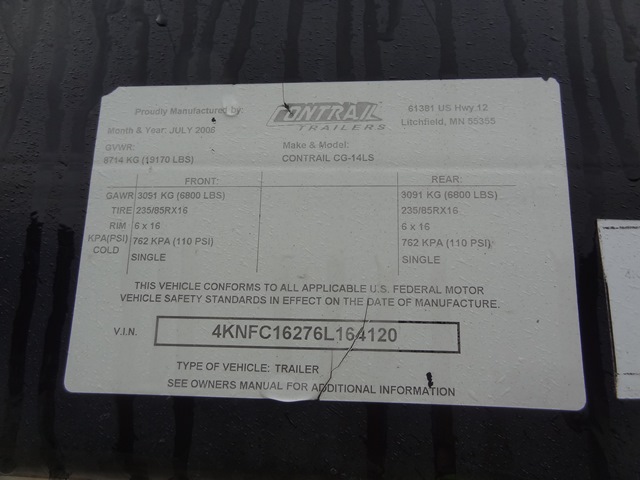 Proudly Manufactured by:
CONTRAIL
TRAILERS
61381 US Hwy 12
Litchfield, MN 55355
Month & Year: JULY 2006
GVWR:
8714 KG (19170 LBS)
Make & Model:
CONTRAIL CG-14LS
FRONT: REAR:
GAWR 3091 KG (6800 LBS) 3091 KG (6800 LBS)
TIRE 235/85RX16 235/85RX16
RIM 6 x 16 6 x 16
KPA(PSI) COLD 762 KPA (110 PSI) 762 KPA (110 PSI)
SINGLE SINGLE
THIS VEHICLE CONFORMS TO ALL APPLICABLE U.S. FEDERAL MOTOR
VEHICLE SAFETY STANDARDS IN EFFECT ON THE DATE OF MANUFACTURE.
V.I.N. 4KNFC16276L164120
TYPE OF VEHICLE: TRAILER
SEE OWNERS MANUAL FOR ADDITIONAL INFORMATION